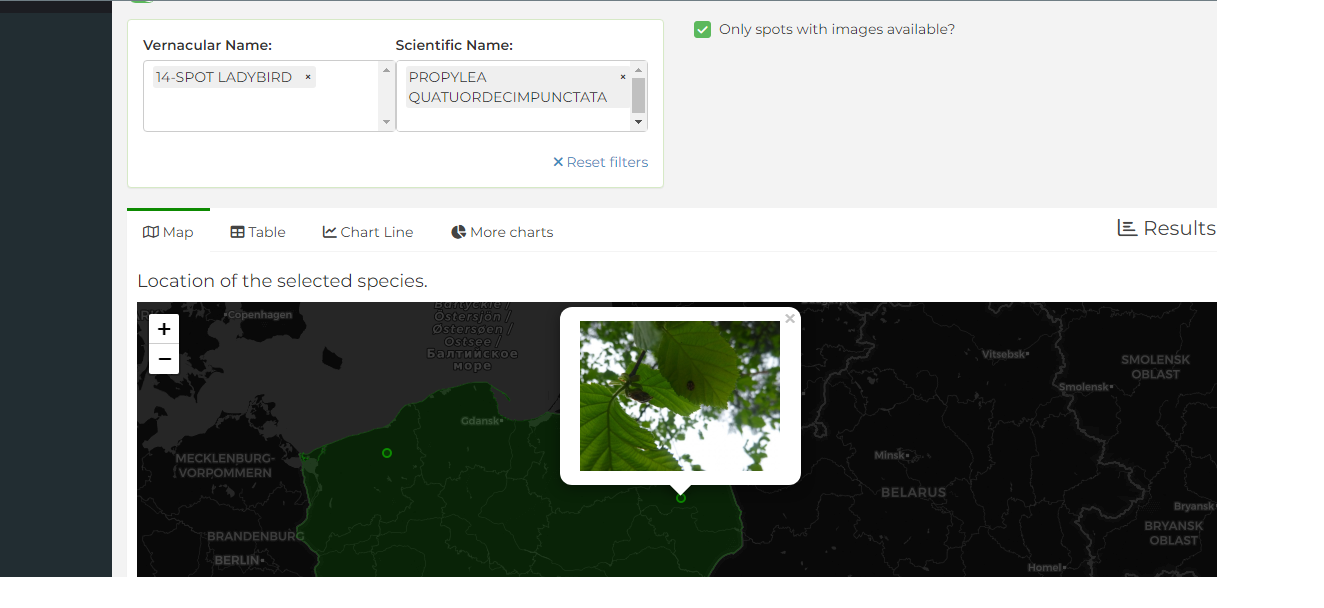 Only spots with images available?
Vernacular Name:
Scientific Name:
14-SPOT LADYBIRD ×
PROPYLEA ×
QUATUORDECIMPUNCTATA
× Reset filters
Map
Table
Chart Line
More charts
Results
Location of the selected species.
+
−
×
Copenhagen
Östersjön /
Østersøen /
Ostsee /
Балтийское
море
Vitsebsk
SMOLENSK
OBLAST
Smolensk
Gdansk
MECKLENBURG-
VORPOMMERN
Minsk
BELARUS
Bryansk
BRYANSK
OBLAST
BRANDENBURG
BERLIN
Homel